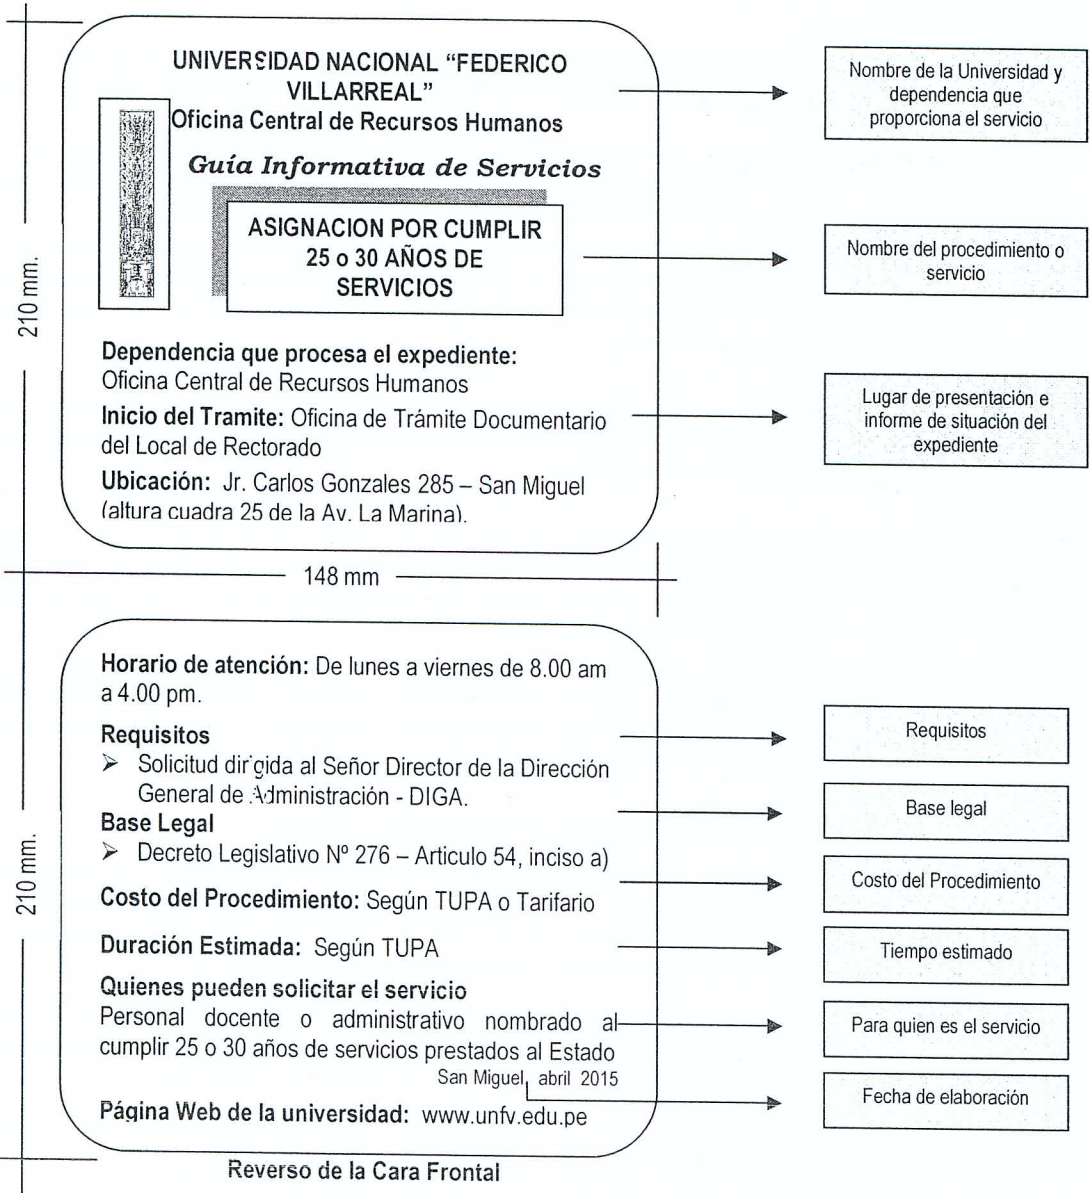 UNIVERSIDAD NACIONAL “FEDERICO
VILLARREAL”
Oficina Central de Recursos Humanos
Guía Informativa de Servicios
ASIGNACION POR CUMPLIR
25 o 30 AÑOS DE
SERVICIOS
Dependencia que procesa el expediente:
Oficina Central de Recursos Humanos
Inicio del Tramite: Oficina de Trámite Documentario
del Local de Rectorado
Ubicación: Jr. Carlos Gonzales 285 – San Miguel
(altura cuadra 25 de la Av. La Marina).
210 mm.
148 mm
Nombre de la Universidad y
dependencia que
proporciona el servicio
Nombre del procedimiento o
servicio
Lugar de presentación e
informe de situación del
expediente
Horario de atención: De lunes a viernes de 8.00 am
a 4.00 pm.
Requisitos
➢ Solicitud dirigida al Señor Director de la Dirección
General de Administración - DIGA.
Base Legal
➢ Decreto Legislativo Nº 276 – Articulo 54, inciso a)
Costo del Procedimiento: Según TUPA o Tarifario
Duración Estimada: Según TUPA
Quienes pueden solicitar el servicio
Personal docente o administrativo nombrado al
cumplir 25 o 30 años de servicios prestados al Estado
San Miguel, abril 2015
Página Web de la universidad: www.unfv.edu.pe
210 mm.
Requisitos
Base legal
Costo del Procedimiento
Tiempo estimado
Para quien es el servicio
Fecha de elaboración
Reverso de la Cara Frontal